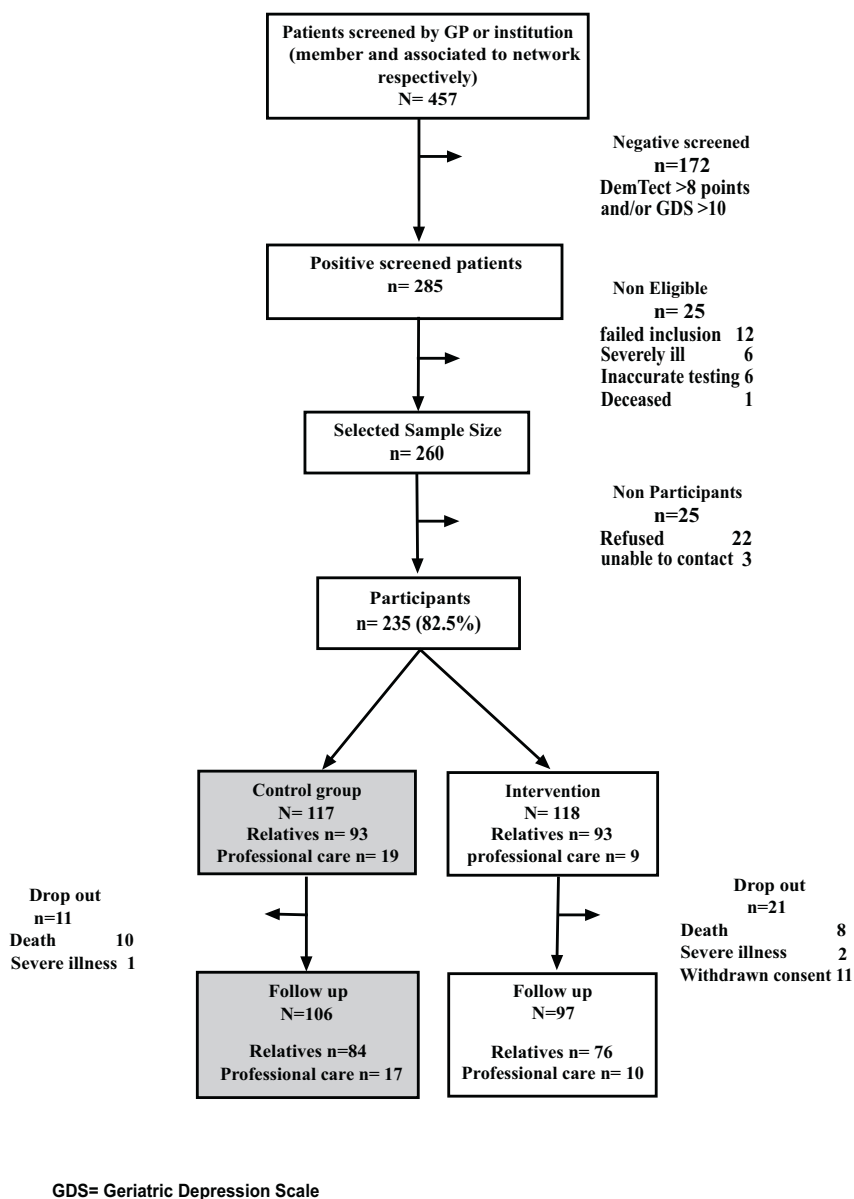 Patients screened by GP or institution
(member and associated to network
respectively)
N= 457
Negative screened
n=172
DemTect >8 points
and/or GDS >10
Positive screened patients
n= 285
Non Eligible
n= 25
failed inclusion 12
Severely ill 6
Inaccurate testing 6
Deceased 1
Selected Sample Size
n= 260
Non Participants
n=25
Refused 22
unable to contact 3
Participants
n= 235 (82.5%)
Control group
N= 117
Relatives n= 93
Professional care n= 19
Intervention
N= 118
Relatives n= 93
professional care n= 9
Drop out
n=11
Death 10
Severe illness 1
Drop out
n=21
Death 8
Severe illness 2
Withdrawn consent 11
Follow up
N=106
Relatives n=84
Professional care n= 17
Follow up
N=97
Relatives n= 76
Professional care n= 10
GDS= Geriatric Depression Scale